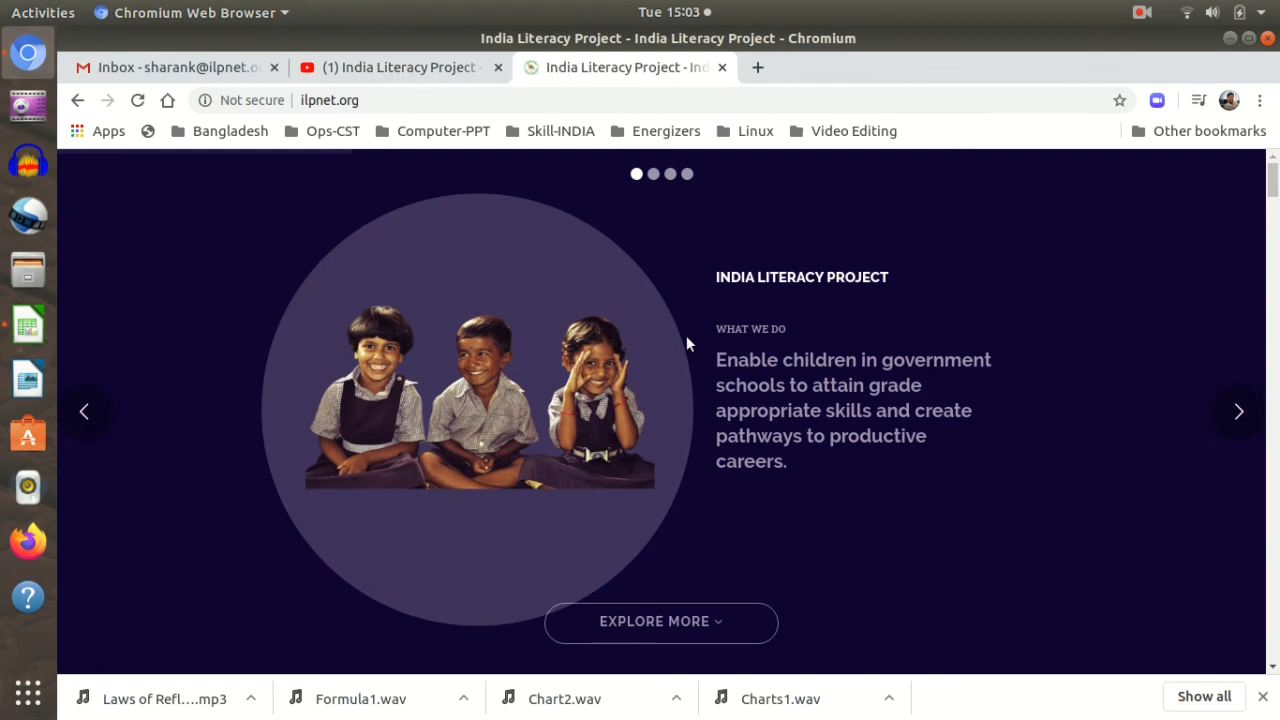 Activities
Chromium Web Browser
Tue 15:03
India Literacy Project - India Literacy Project - Chromium
Inbox - sharank@ilpnet.o
(1) India Literacy Project -
India Literacy Project - Ind
Not secure
ilpnet.org
Apps
Bangladesh
Ops-CST
Computer-PPT
Skill-INDIA
Energizers
Linux
Video Editing
Other bookmarks
INDIA LITERACY PROJECT
WHAT WE DO
Enable children in government
schools to attain grade
appropriate skills and create
pathways to productive
careers.
EXPLORE MORE
Laws of Refl....mp3
Formula1.wav
Chart2.wav
Charts1.wav
Show all